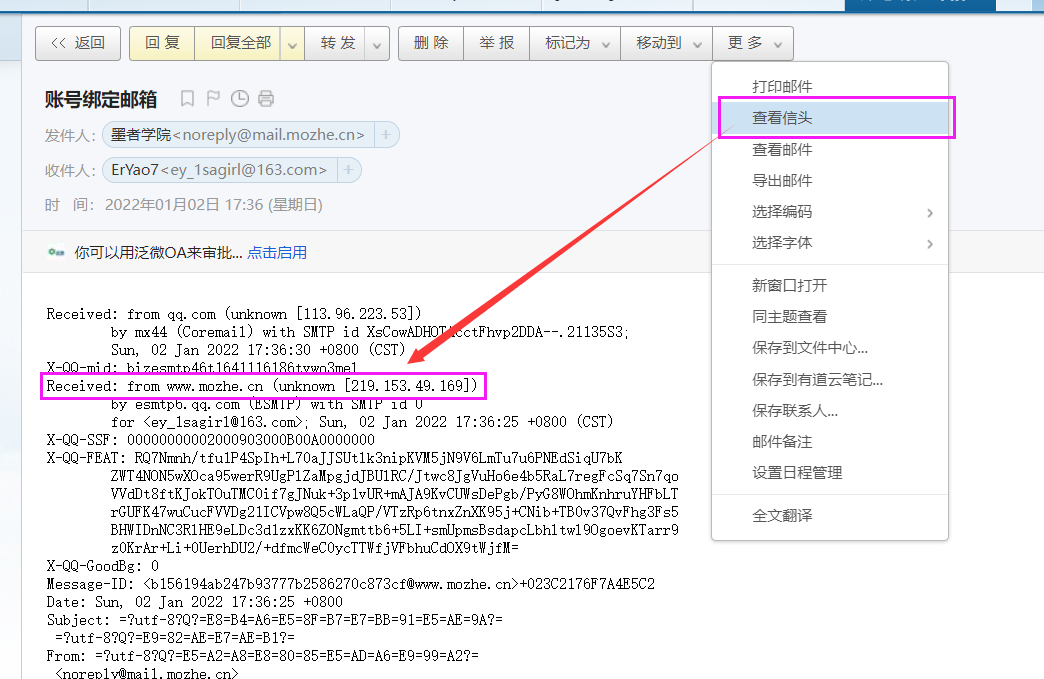 << 返回 回 复 回复全部 转 发 删 除 举 报 标记为 移动到 更 多
账号绑定邮箱
发件人： 墨者学院<noreply@mail.mozhe.cn> +
收件人： ErYao7<ey_1sagirl@163.com> +
时 间： 2022年01月02日 17:36 (星期日)
你可以用泛微OA来审批... 点击启用
打印邮件
查看信头
查看邮件
导出邮件
选择编码
选择字体
新窗口打开
同主题查看
保存到文件中心...
保存到有道云笔记...
保存联系人...
邮件备注
设置日程管理
全文翻译
Received: from qq.com (unknown [113.96.223.53])
by mx44 (Coremail) with SMTP id
Sun, 02 Jan 2022 17:36:30 +0800 (CST)
X-QQ-mid: bizesmtp46t1641116186tywo3me1
Received: from www.mozhe.cn (unknown [219.153.49.169])
by esmtp6.qq.com (ESMTP) with SMTP id 0
for <ey_1sagirl@163.com>; Sun, 02 Jan 2022 17:36:25 +0800 (CST)
X-QQ-SSF: 00000000002000903000B00A0000000
X-QQ-FEAT: RQ7Nmnh/tfu1P4SpIh+L70aJJSUt1k3nipKVM5jN9V6LmTu7u6PNEdSiqU7bK
ZWT4NON5wXOca95werR9UgP1ZaMpgjdJBU1RC/Jtwc8JgVuHo6e4b5RaL7regFcSq7Sn7qo
VVdDt8ftKJokTOuTMC0if7gJNuk+3p1vUR+mAJA9KvCUWsDePgb/PyG8WOhmKnhruYHFbLT
rGUFK47wuCucFVVDg21ICVpw8Q5cWLaQP/VTzRp6tnxZnXK95j+CNib+TB0v37QvFhg3Fs5
BHWIDnNC3R1HE9eLDc3d1zxKK6ZONgmttb6+5LI+smUpmsBsdapcLbh1tw19OgoevKTarr9
z0KrAr+Li+0UerhDU2/+dfmcWeC0ycTTWfjVFbhuCdOX9tWjfM=
X-QQ-GoodBg: 0
Message-ID: <b156194ab247b93777b2586270c873cf@www.mozhe.cn>+023C2176F7A4E5C2
Date: Sun, 02 Jan 2022 17:36:25 +0800
Subject: =?utf-8?Q?=E8=B4=A6=E5=8F=B7=E7=BB=91=E5=AE=9A?=
=?utf-8?Q?=E9=82=AE=E7=AE=B1?=
From: =?utf-8?Q?=E5=A2=A8=E8=80=85=E5=AD=A6=E9=99=A2?=
<noreply@mail.mozhe.cn>